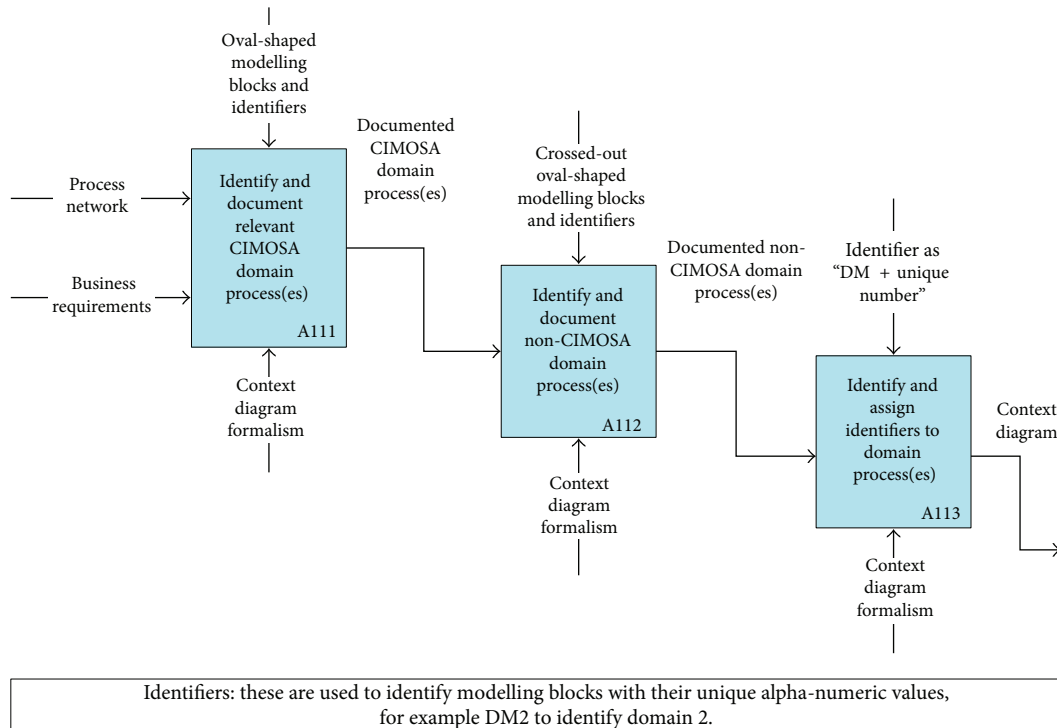 Oval-shaped
modelling
blocks and
identifiers
Process
network
Business
requirements
Identify and
document
relevant
CIMOSA
domain
process(es)
A111
Context
diagram
formalism
Documented
CIMOSA
domain
process(es)
Crossed-out
oval-shaped
modelling blocks
and identifiers
Identify and
document
non-CIMOSA
domain
process(es)
A112
Context
diagram
formalism
Documented non-
CIMOSA domain
process(es)
Identifier as
“DM + unique
number”
Identify and
assign
identifiers to
domain
process(es)
A113
Context
diagram
formalism
Context
diagram
Identifiers: these are used to identify modelling blocks with their unique alpha-numeric values,
for example DM2 to identify domain 2.